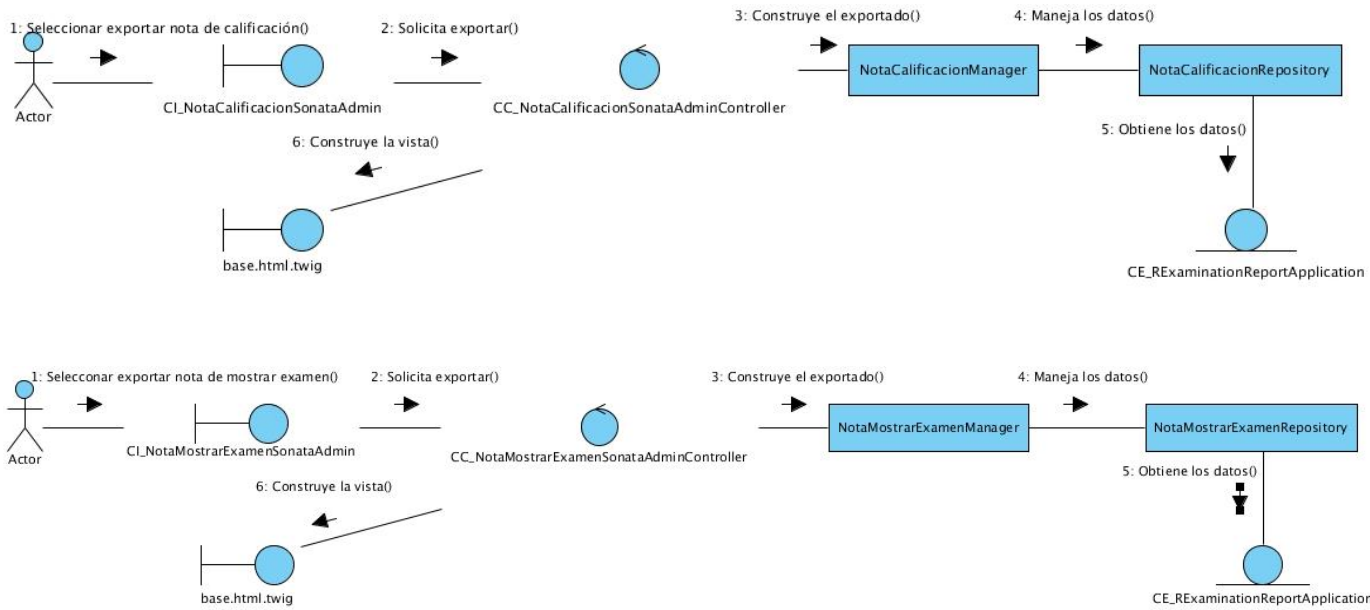 1: Seleccionar exportar nota de calificación()
2: Solicita exportar()
3: Construye el exportado()
4: Maneja los datos()
NotaCalificacionManager
NotaCalificacionRepository
Actor
CI_NotaCalificacionSonataAdmin
CC_NotaCalificacionSonataAdminController
5: Obtiene los datos()
6: Construye la vista()
base.html.twig
CE_RExaminationReportApplication
1: Selecconar exportar nota de mostrar examen()
2: Solicita exportar()
3: Construye el exportado()
4: Maneja los datos()
NotaMostrarExamenManager
NotaMostrarExamenRepository
Actor
CI_NotaMostrarExamenSonataAdmin
CC_NotaMostrarExamenSonataAdminController
5: Obtiene los datos()
6: Construye la vista()
base.html.twig
CE_RExaminationReportApplication